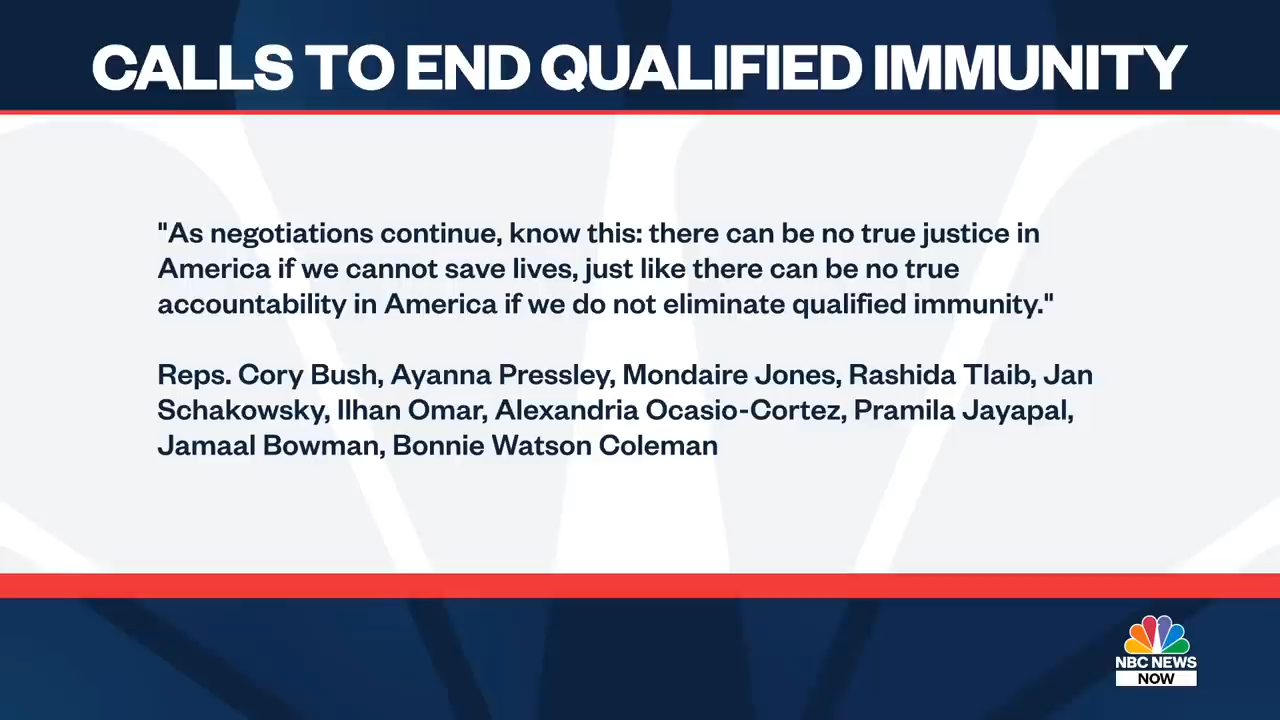 CALLS TO END QUALIFIED IMMUNITY
"As negotiations continue, know this: there can be no true justice in
America if we cannot save lives, just like there can be no true
accountability in America if we do not eliminate qualified immunity."
Reps. Cory Bush, Ayanna Pressley, Mondaire Jones, Rashida Tlaib, Jan
Schakowsky, Ilhan Omar, Alexandria Ocasio-Cortez, Pramila Jayapal,
Jamaal Bowman, Bonnie Watson Coleman
NBC NEWS
NOW